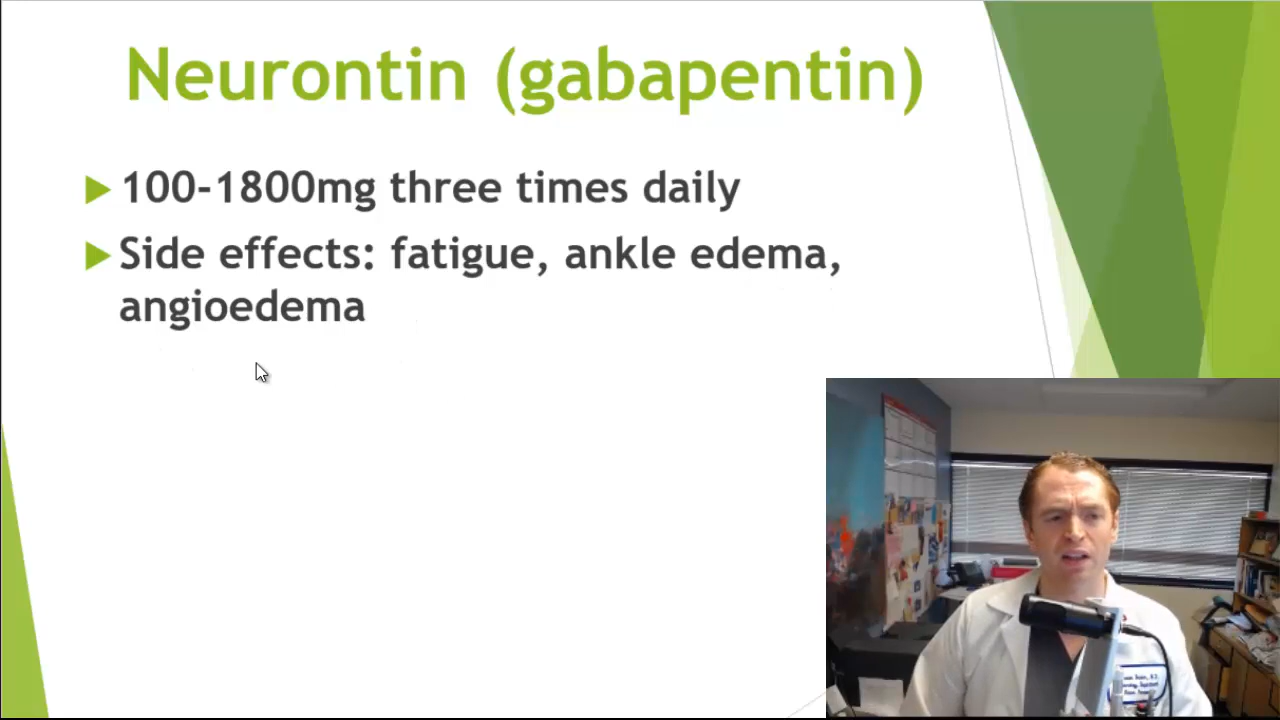 Neurontin (gabapentin)
100-1800mg three times daily
Side effects: fatigue, ankle edema,
angioedema